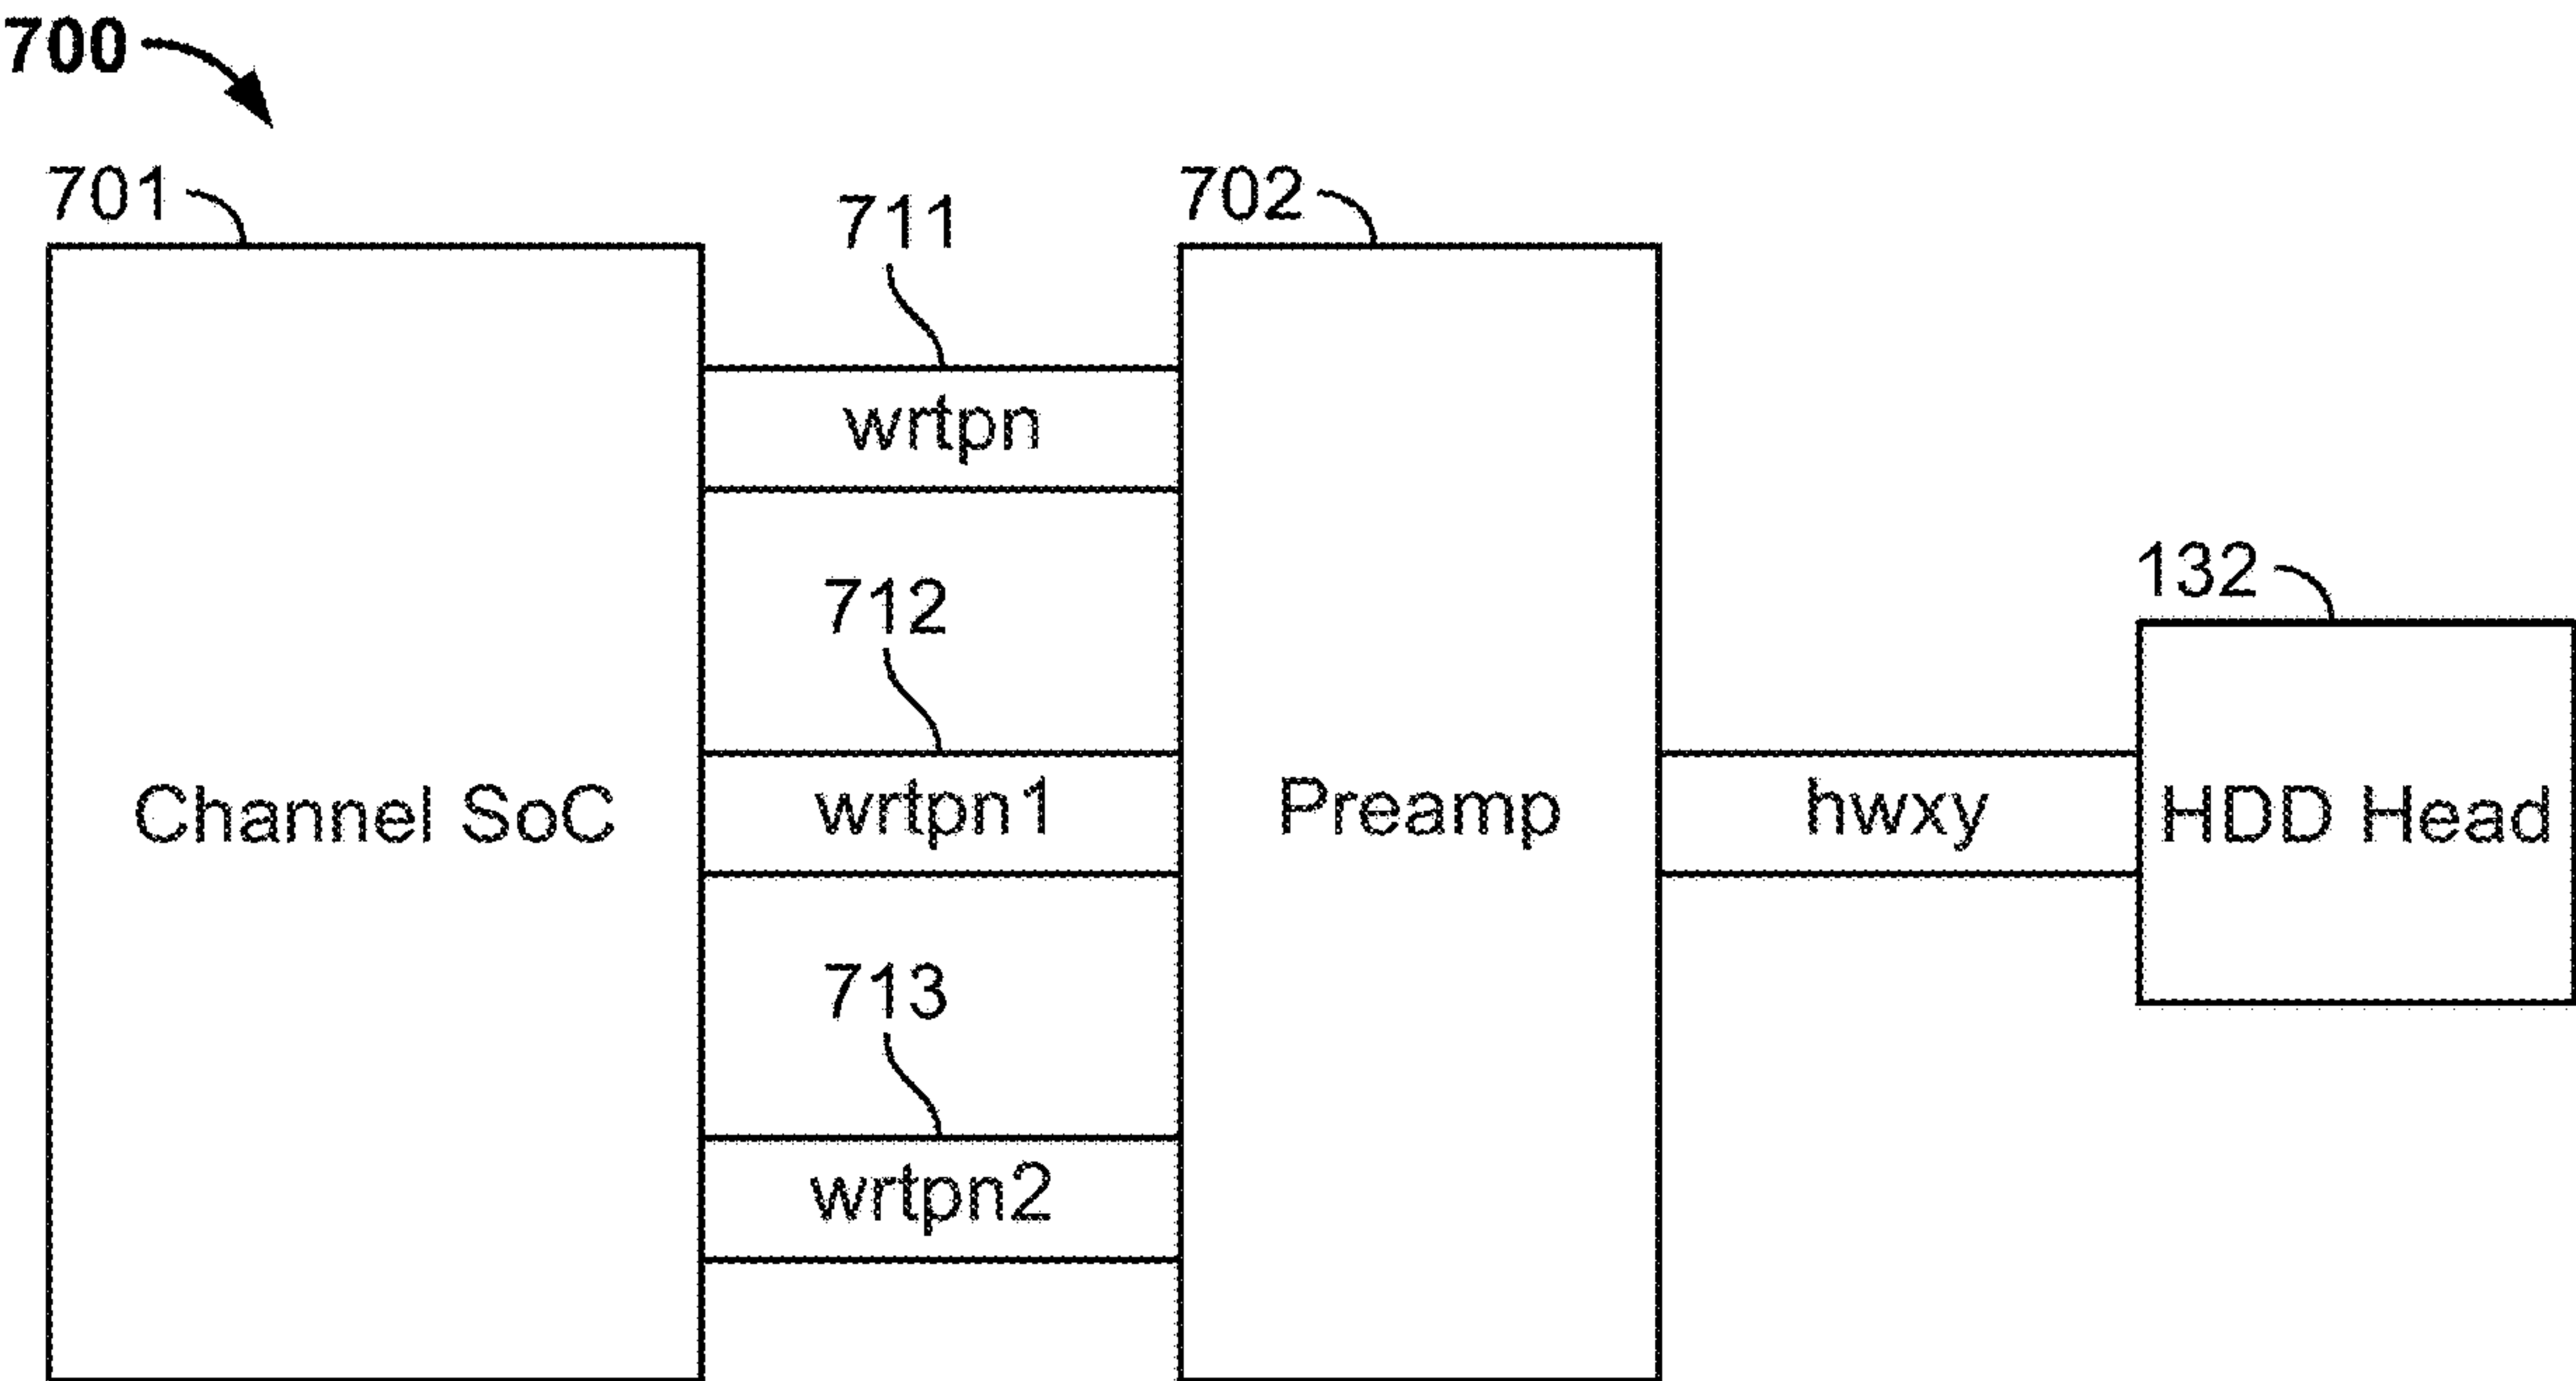 700
701
711
702
wrtpn
712
132
Channel SoC
wrtpn1
Preamp
hwxy
HDD Head
713
wrtpn2